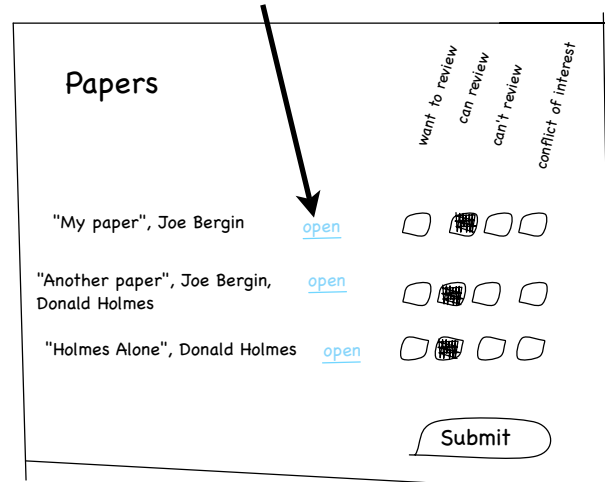 Papers
want to review
can review
can't review
conflict of interest
"My paper", Joe Bergin open
"Another paper", Joe Bergin, open
Donald Holmes
"Holmes Alone", Donald Holmes open
Submit